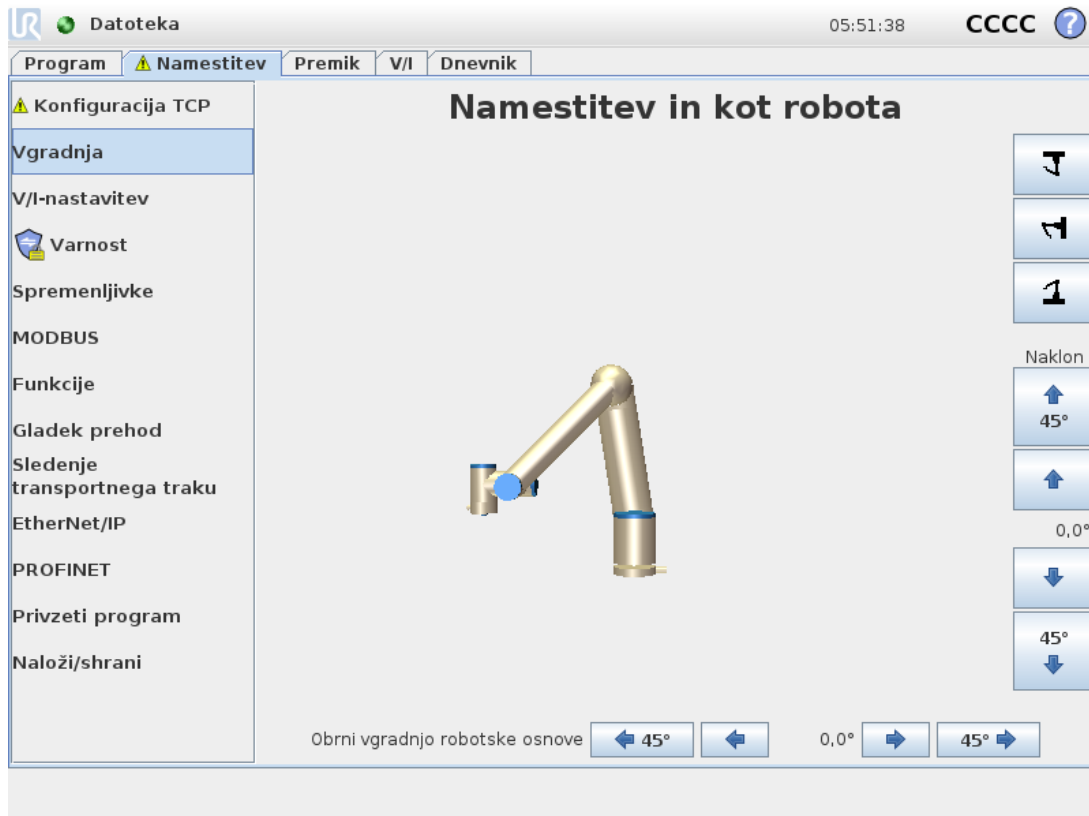 UR Datoteka 05:51:38 CCCC ?
Program Namestitev Premik V/I Dnevnik
Konfiguracija TCP
Vgradnja
V/I-nastavitev
Varnost
Spremenljivke
MODBUS
Funkcije
Gladek prehod
Sledenje
transportnega traku
EtherNet/IP
PROFINET
Privzeti program
Naloži/shrani
Namestitev in kot robota
Naklon
45°
0,0°
45°
Obrni vgradnjo robotske osnove 45° 0,0° 45°